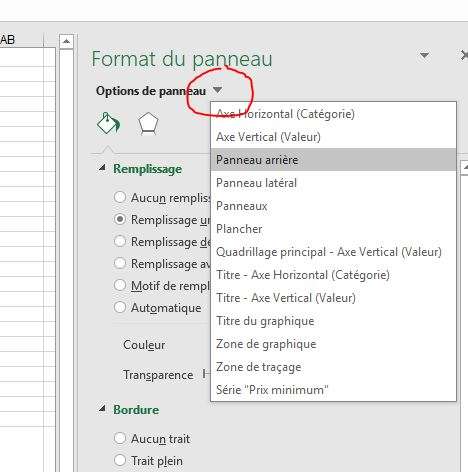 AB
Format du panneau
Options de panneau
Axe Horizontal (Catégorie)
Axe Vertical (Valeur)
Panneau arrière
Panneau latéral
Panneaux
Plancher
Quadrillage principal - Axe Vertical (Valeur)
Titre - Axe Horizontal (Catégorie)
Titre - Axe Vertical (Valeur)
Titre du graphique
Zone de graphique
Zone de traçage
Série "Prix minimum"
Remplissage
Aucun rempliss
Remplissage un
Remplissage de
Remplissage av
Motif de rempl
Automatique
Couleur
Transparence
Bordure
Aucun trait
Trait plein